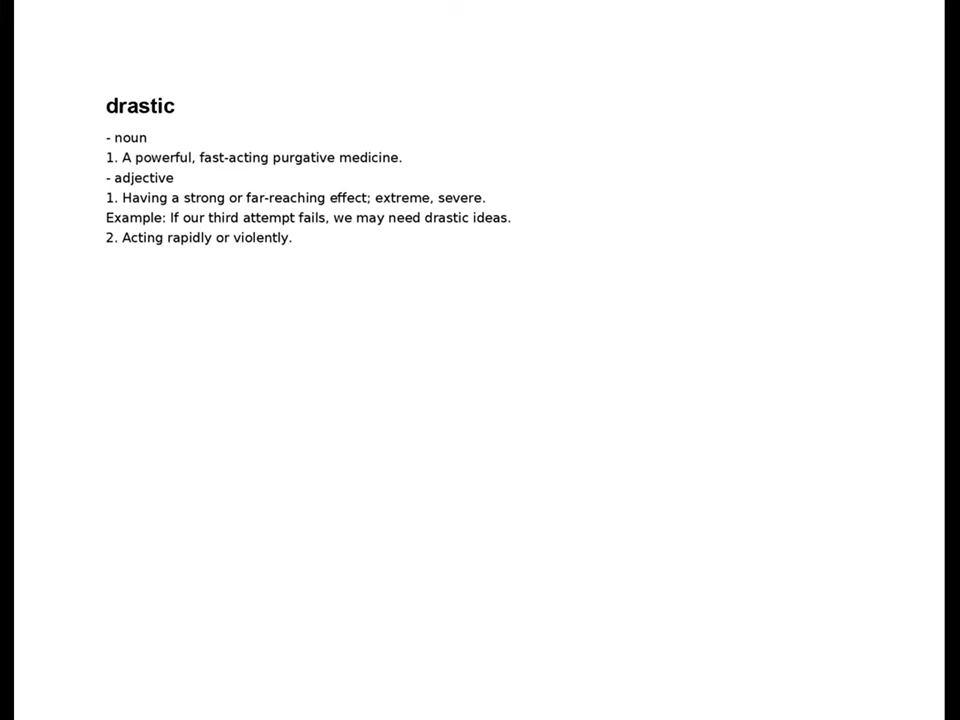 drastic
- noun
1. A powerful, fast-acting purgative medicine.
- adjective
1. Having a strong or far-reaching effect; extreme, severe.
Example: If our third attempt fails, we may need drastic ideas.
2. Acting rapidly or violently.